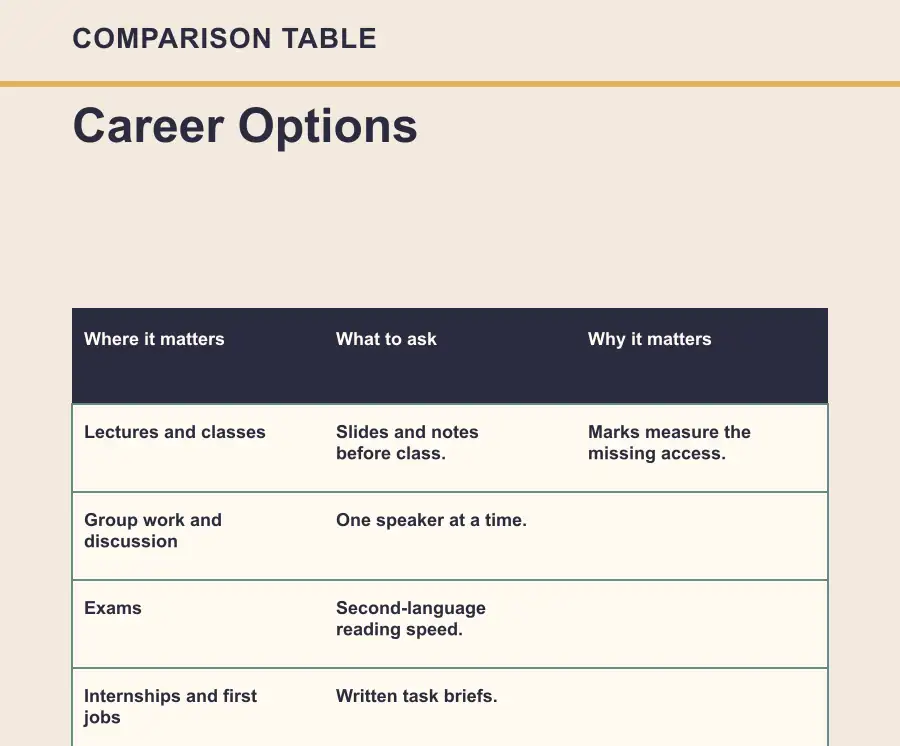 COMPARISON TABLE
Career Options
Where it matters
What to ask
Why it matters
Lectures and classes
Slides and notes
before class.
Marks measure the
missing access.
Group work and
discussion
One speaker at a time.
Exams
Second-language
reading speed.
Internships and first
jobs
Written task briefs.